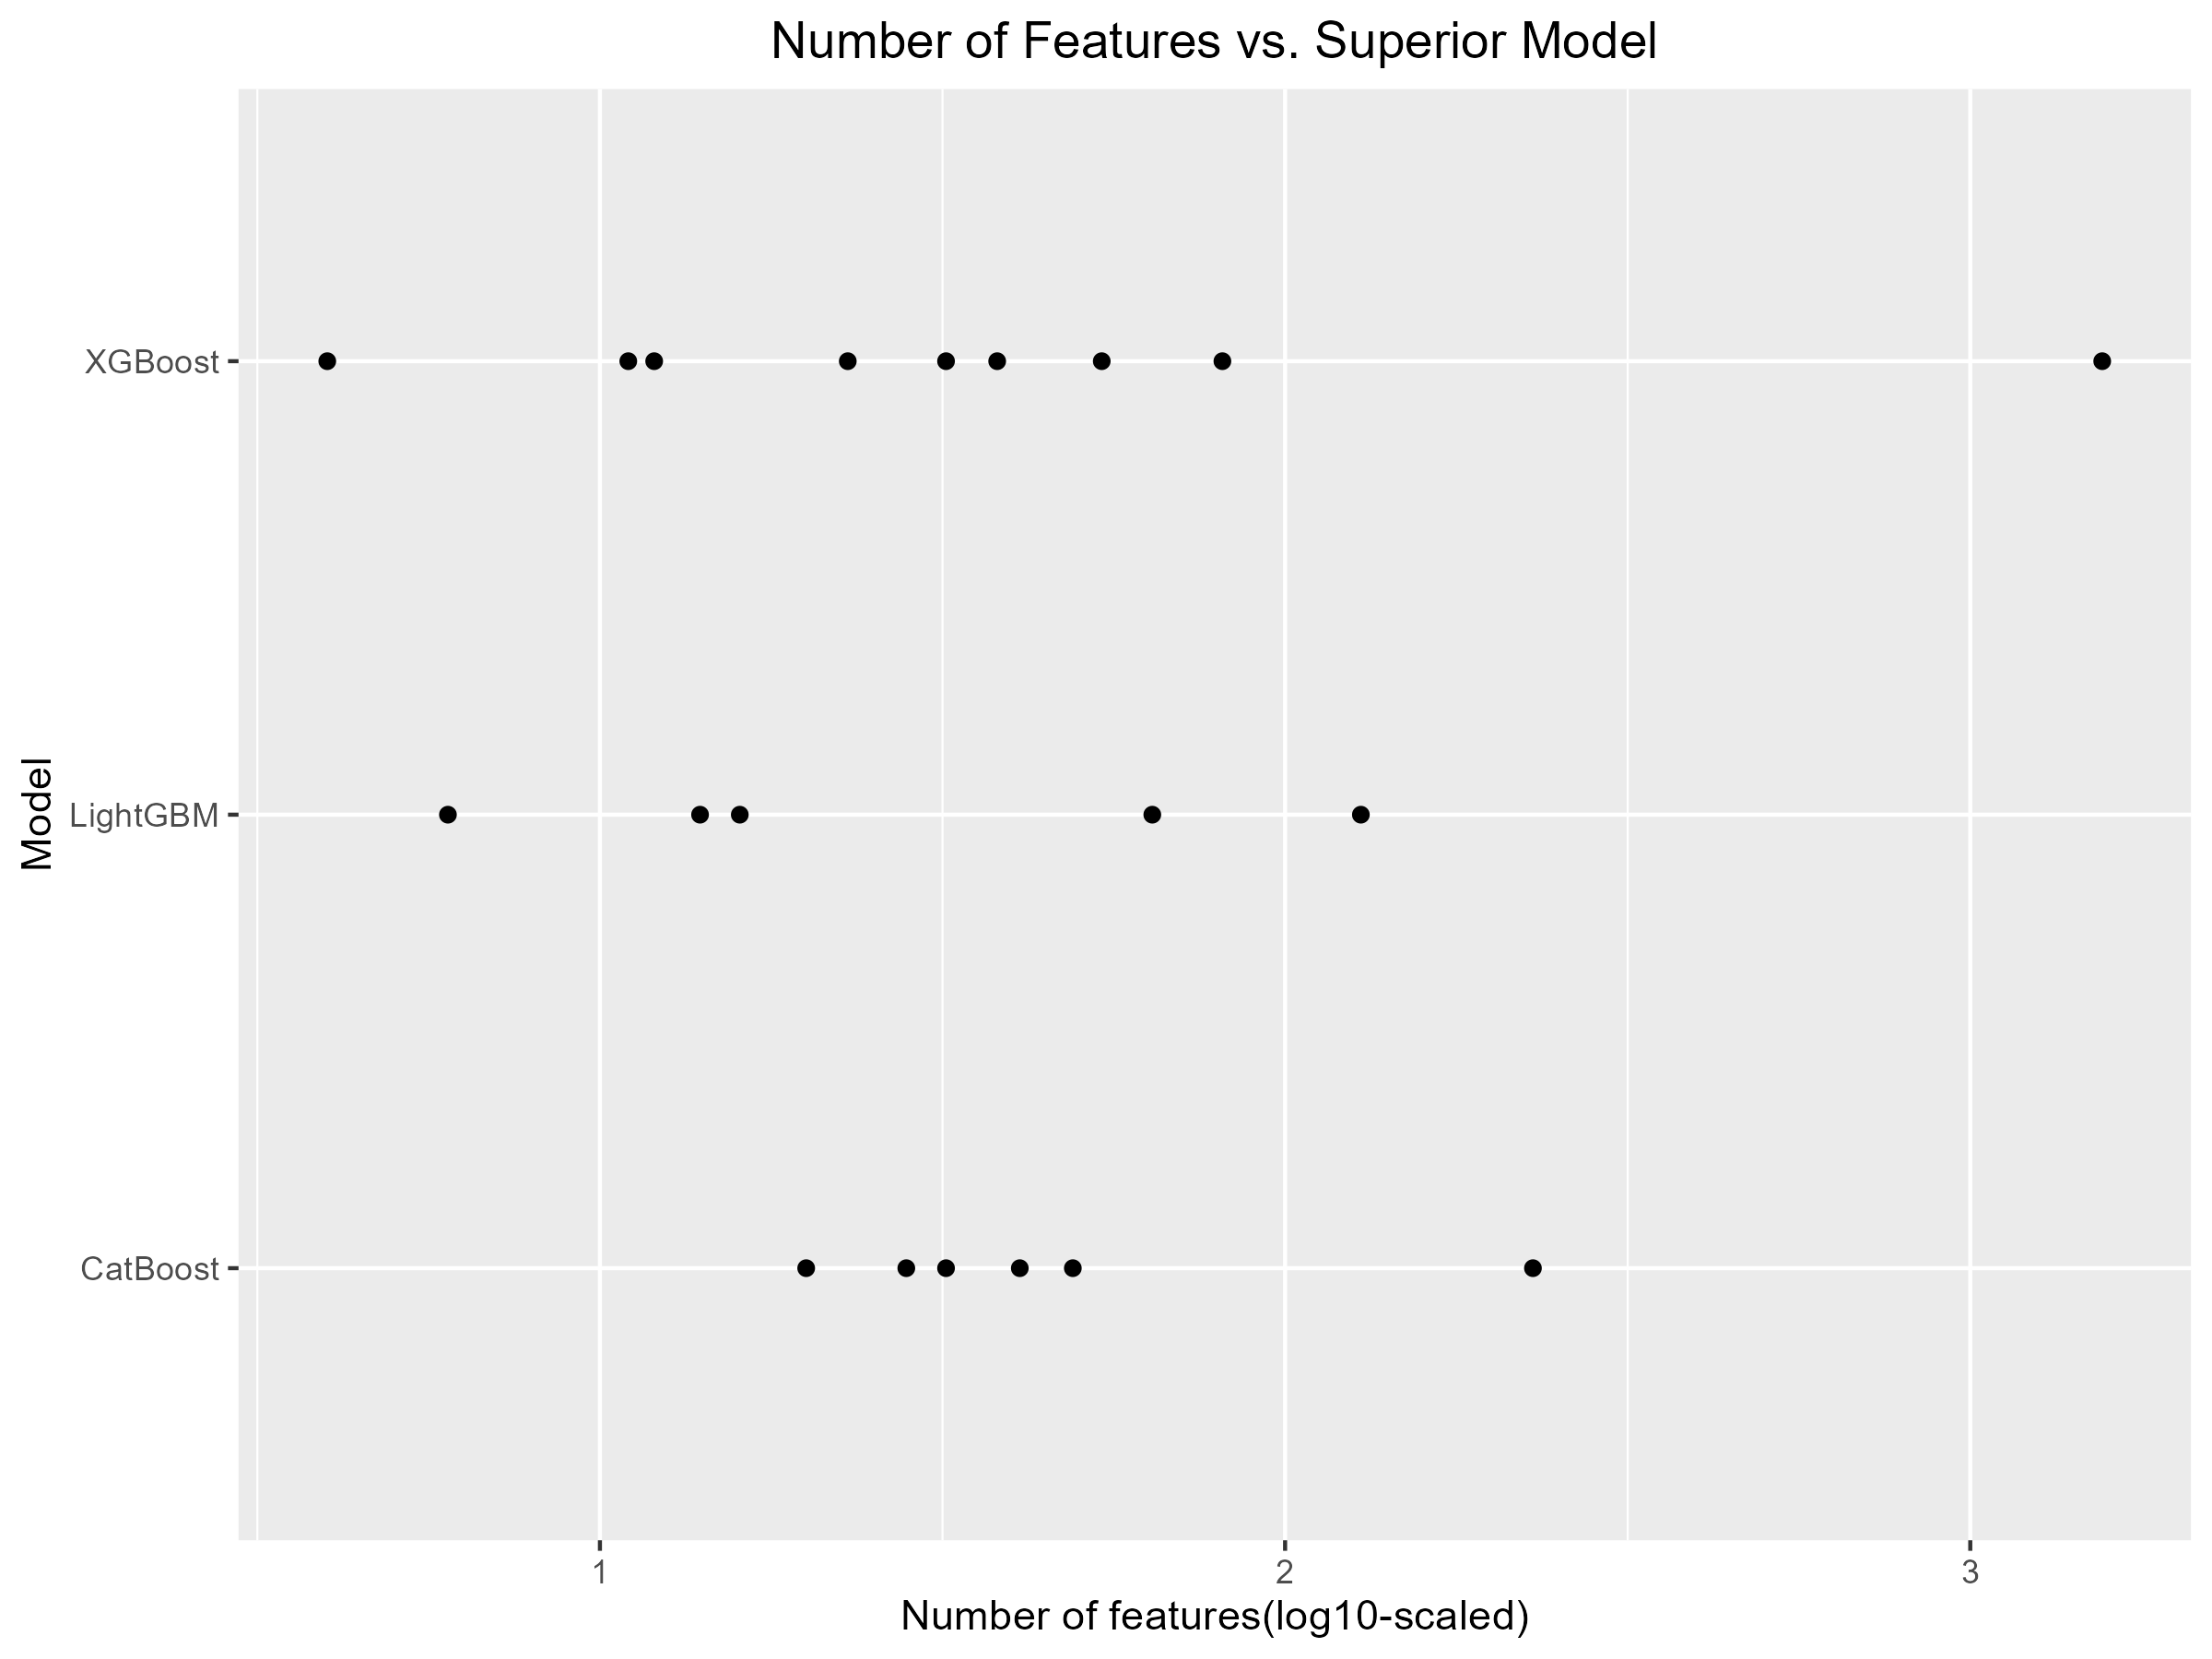 Number of Features vs. Superior Model
Model
XGBoost
LightGBM
CatBoost
1
2
3
Number of features(log10-scaled)